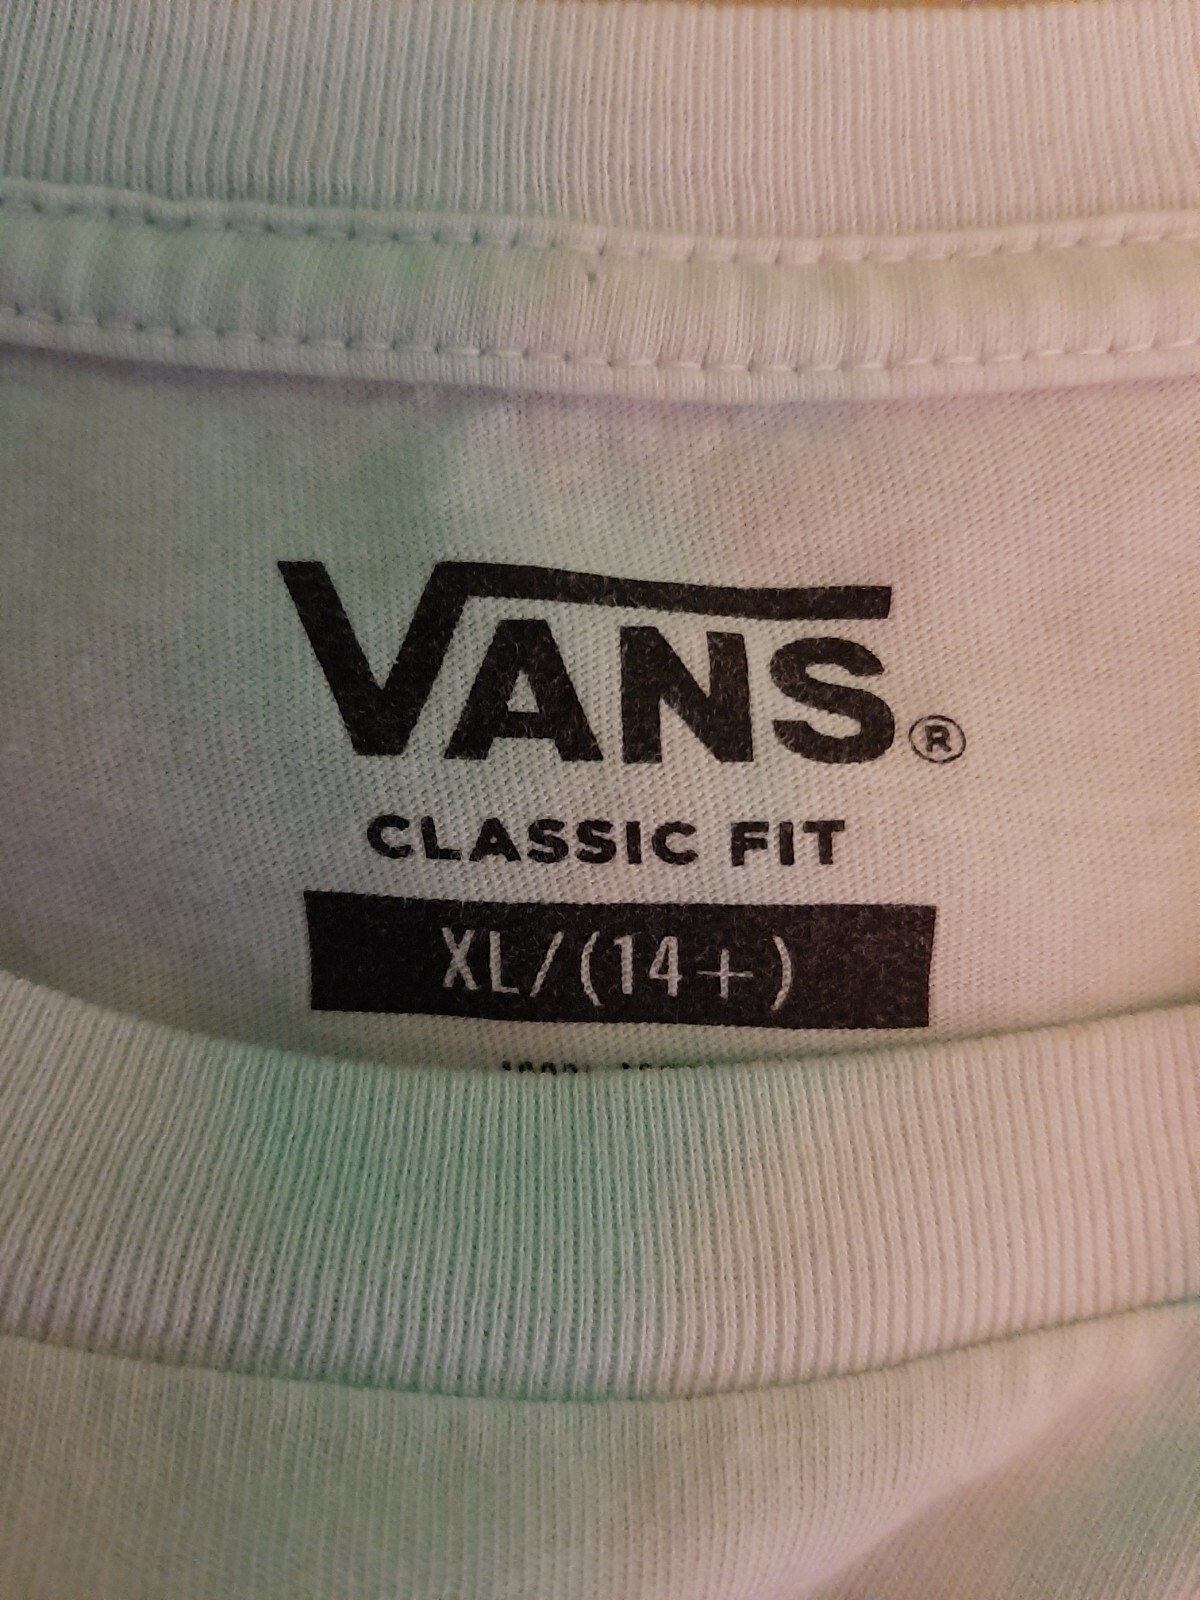 VANS®
CLASSIC FIT
XL/(14+)